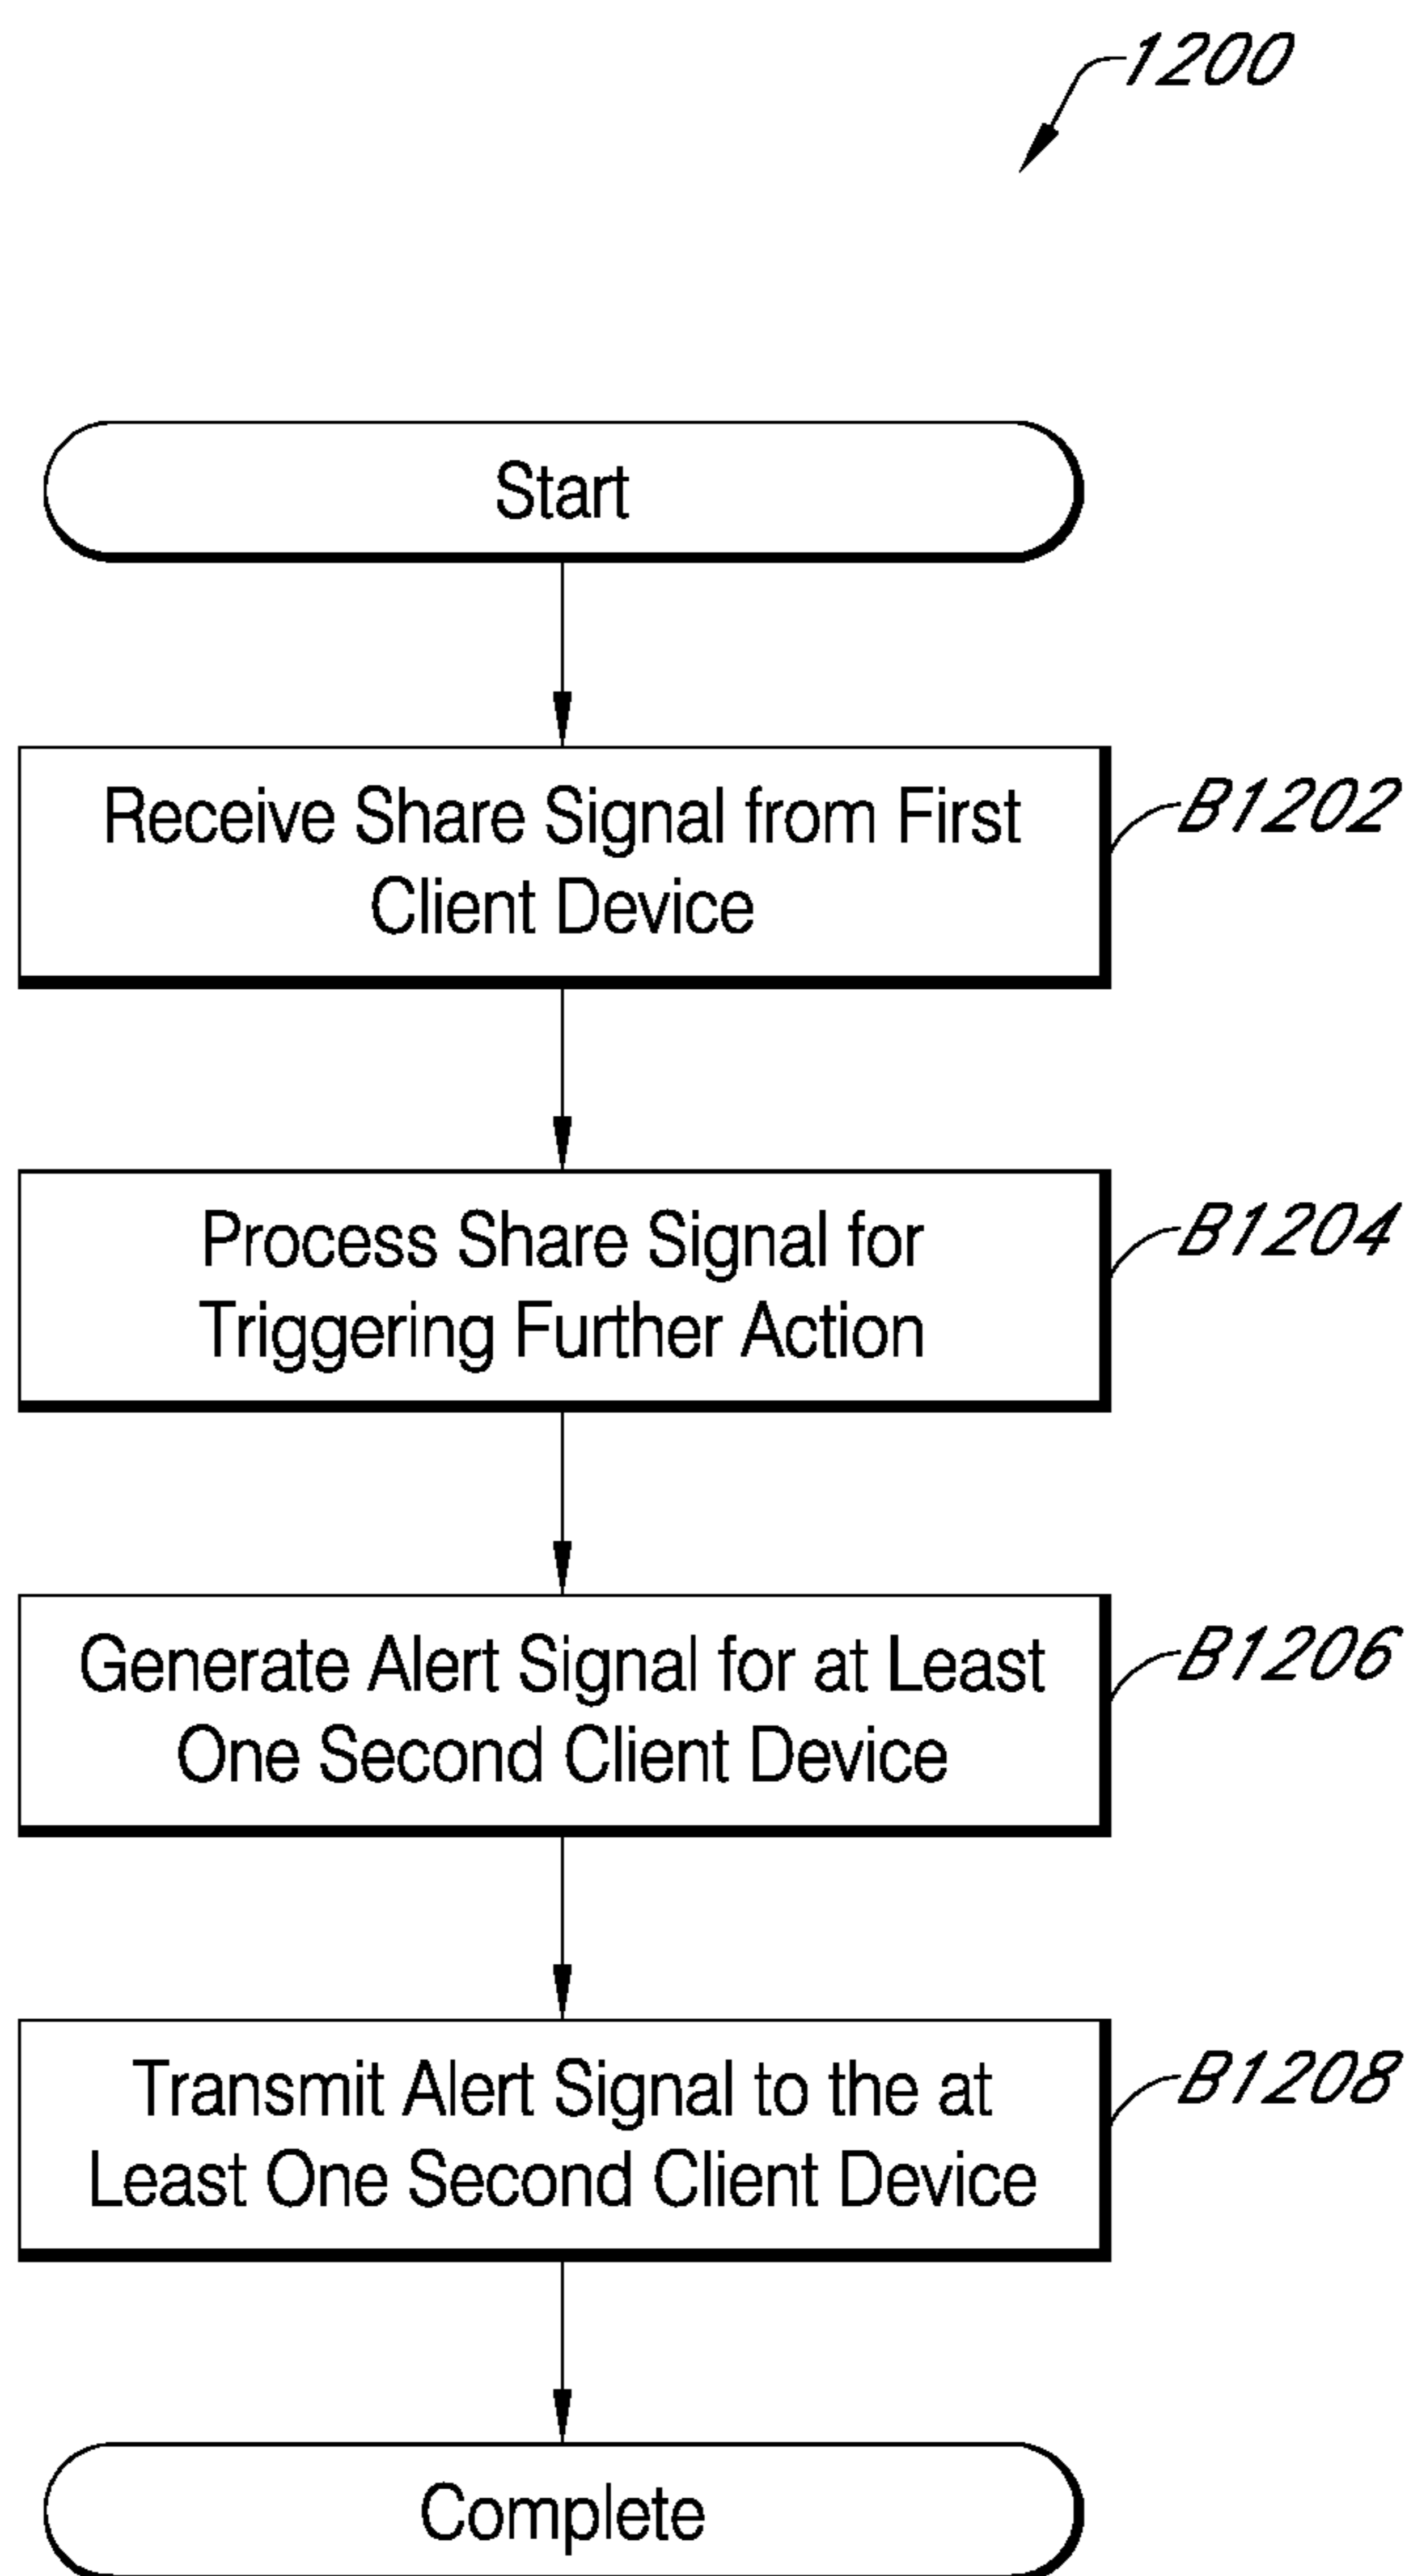 1200
Start
Receive Share Signal from First
Client Device
B1202
Process Share Signal for
Triggering Further Action
B1204
Generate Alert Signal for at Least
One Second Client Device
B1206
Transmit Alert Signal to the at
Least One Second Client Device
B1208
Complete